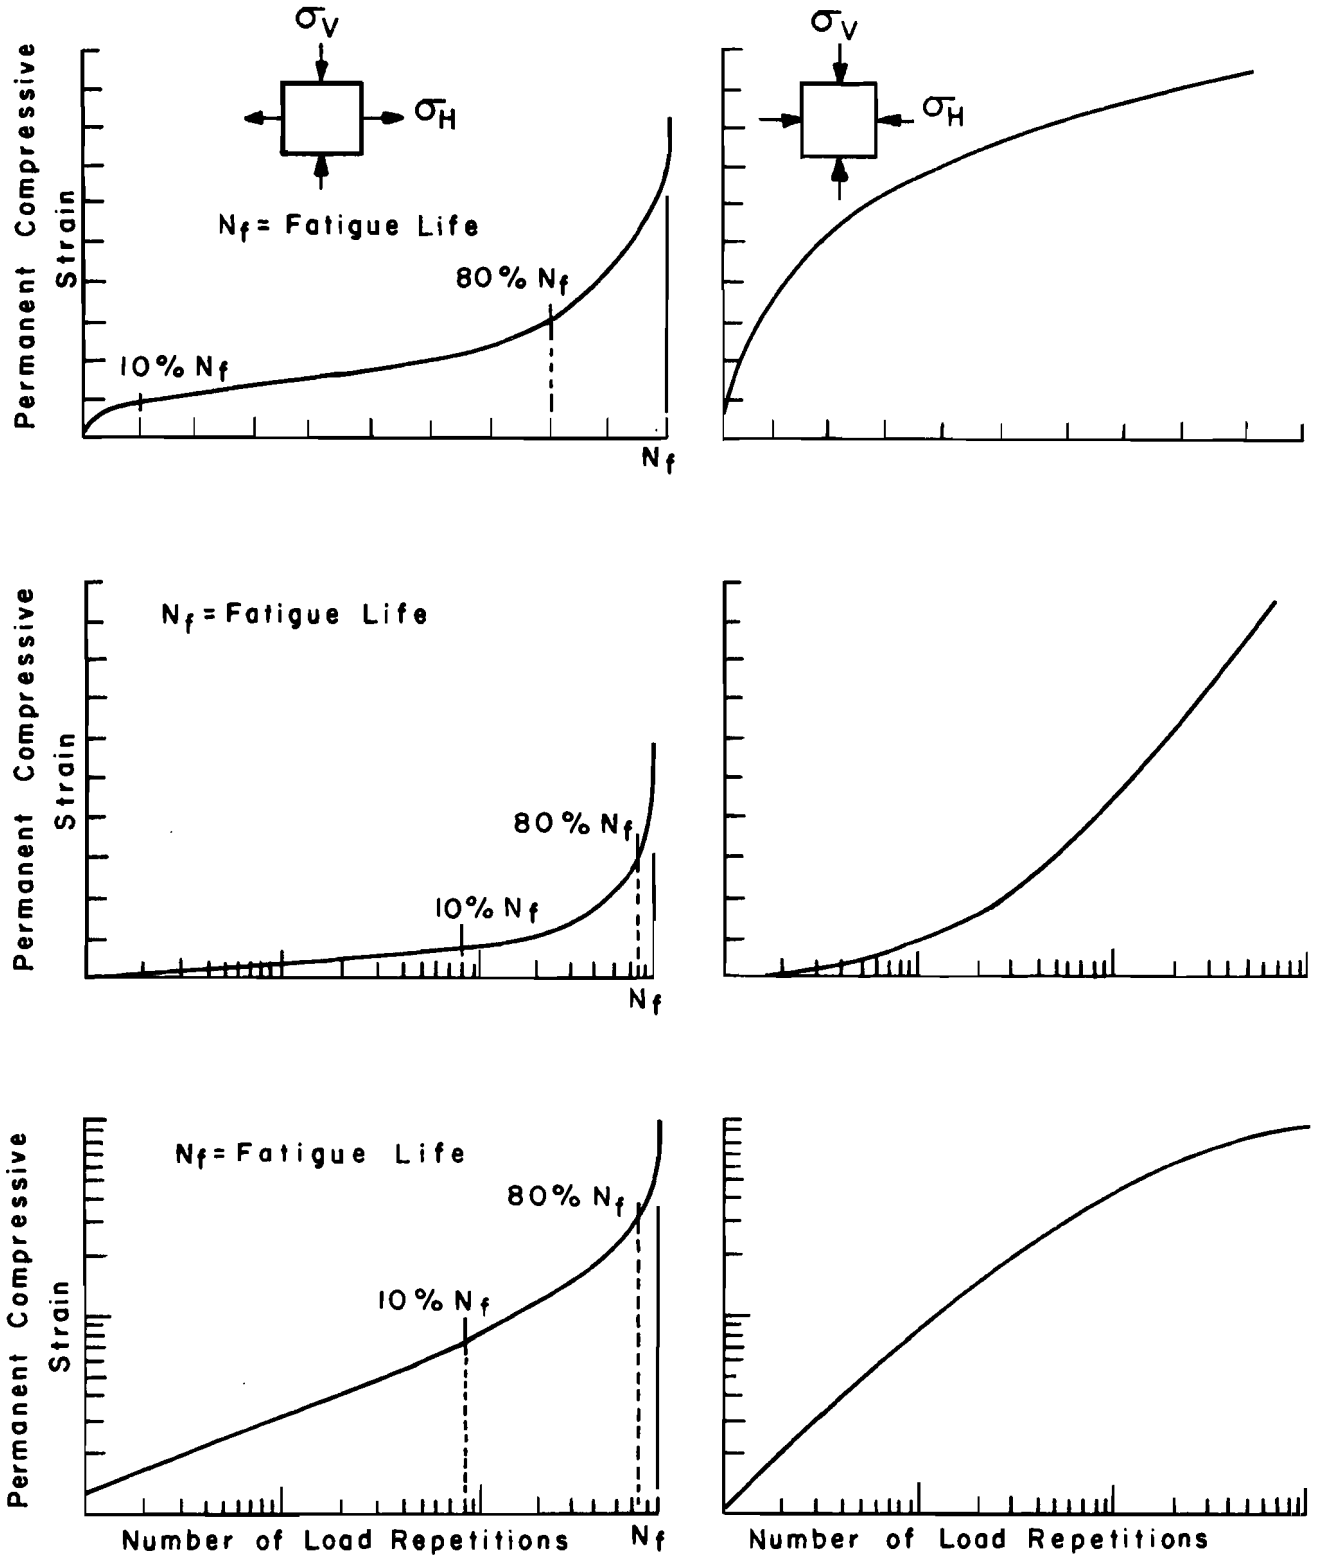 σV
σH
Nf = Fatigue Life
80% Nf
10% Nf
Nf
Permanent Compressive
Strain
σV
σH
Nf = Fatigue Life
80% Nf
10% Nf
Nf
Permanent Compressive
Strain
Nf = Fatigue Life
80% Nf
10% Nf
Permanent Compressive
Strain
Number of Load Repetitions
Nf
Number of Load Repetitions